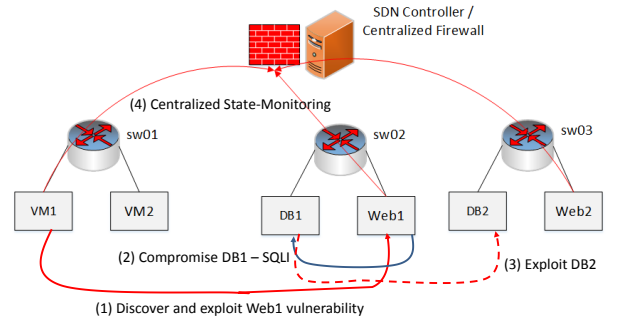 SDN Controller /
Centralized Firewall
(4) Centralized State-Monitoring
sw01
sw02
sw03
VM1
VM2
DB1
Web1
DB2
Web2
(2) Compromise DB1 – SQLI
(3) Exploit DB2
(1) Discover and exploit Web1 vulnerability